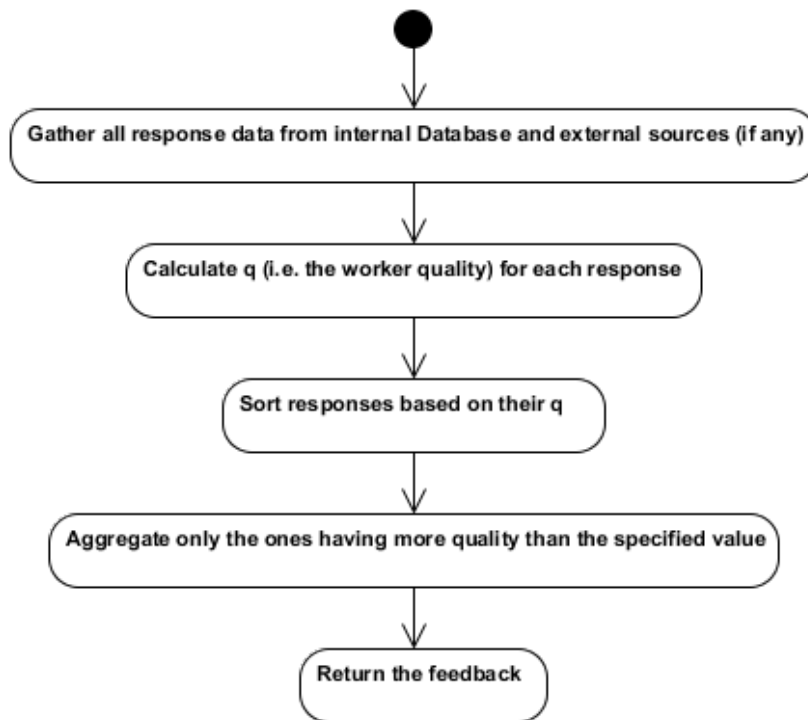 Gather all response data from internal Database and external sources (if any)
Calculate q (i.e. the worker quality) for each response
Sort responses based on their q
Aggregate only the ones having more quality than the specified value
Return the feedback